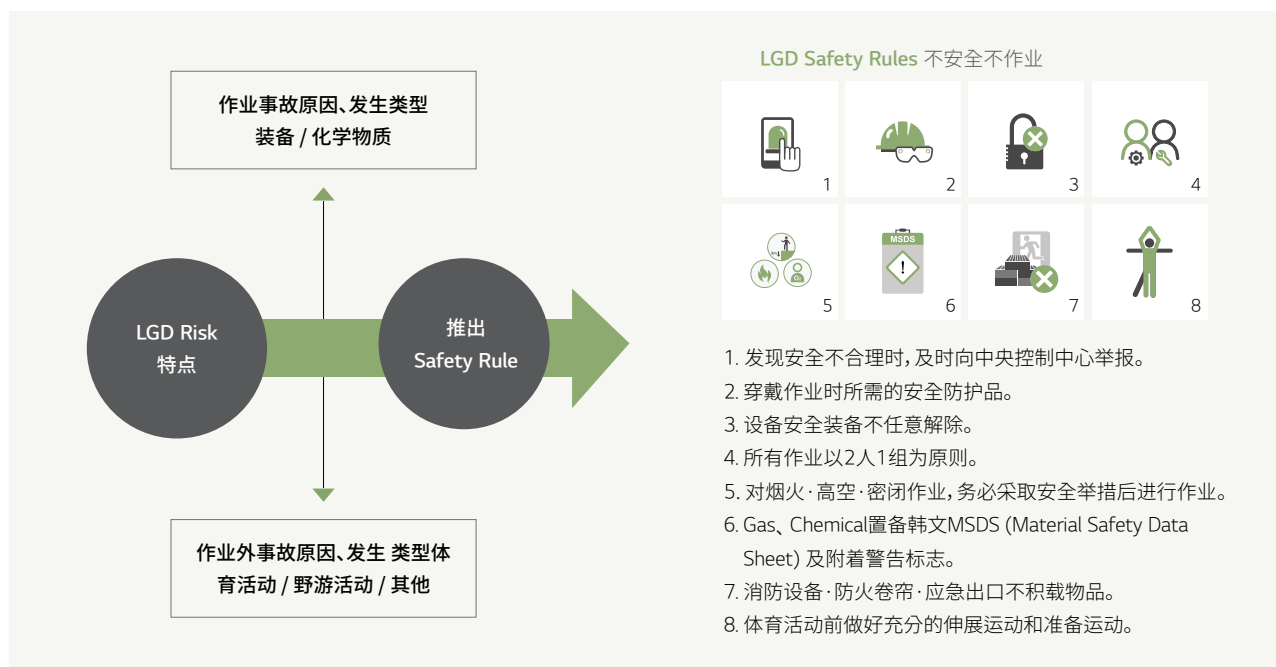 作业事故原因、发生类型
装备 / 化学物质
LGD Risk
特点
推出
Safety Rule
作业外事故原因、发生 类型体
育活动 / 野游活动 / 其他
LGD Safety Rules 不安全不作业
1
2
3
4
5
MSDS
!
6
7
8
1. 发现安全不合理时，及时向中央控制中心举报。
2. 穿戴作业时所需的安全防护品。
3. 设备安全装备不任意解除。
4. 所有作业以2人1组为原则。
5. 对烟火·高空·密闭作业，务必采取安全举措后进行作业。
6. Gas、Chemical置备韩文MSDS (Material Safety Data
Sheet) 及附着警告标志。
7. 消防设备·防火卷帘·应急出口不积载物品。
8. 体育活动前做好充分的伸展运动和准备运动。